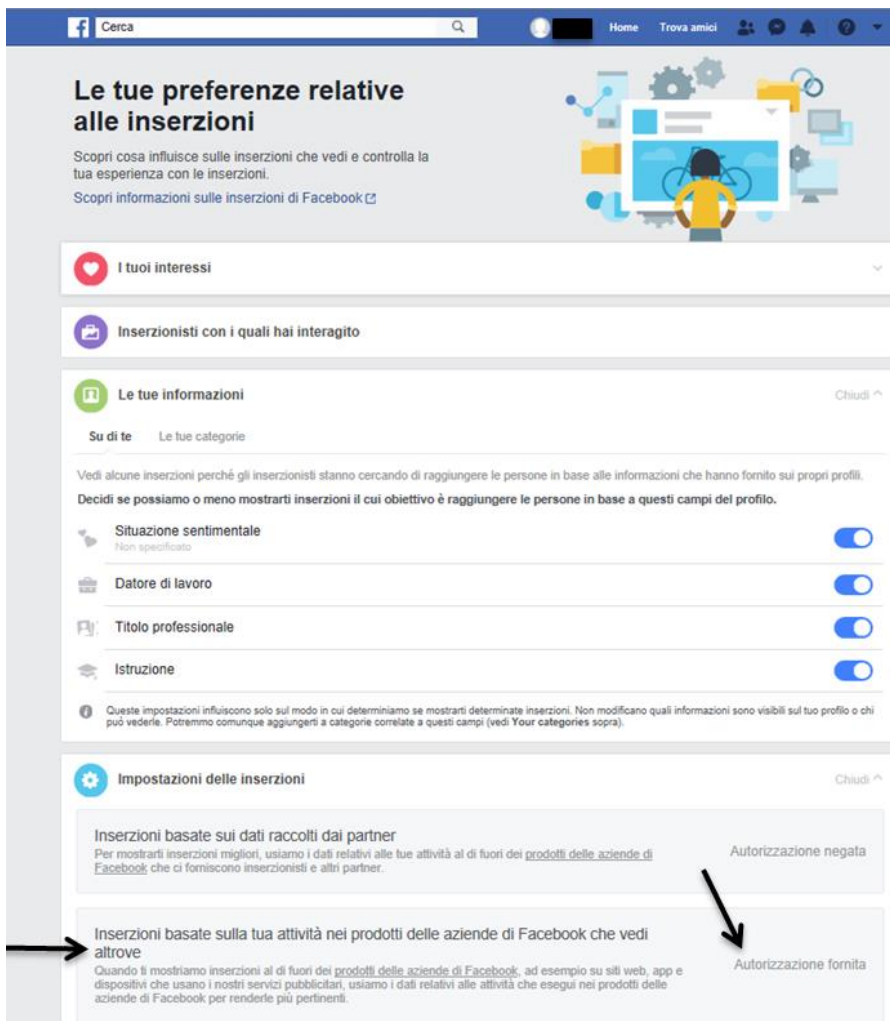 f
Cerca
Home Trova amici
Le tue preferenze relative
alle inserzioni
Scopri cosa influisce sulle inserzioni che vedi e controlla la
tua esperienza con le inserzioni.
Scopri informazioni sulle inserzioni di Facebook
I tuoi interessi
Inserzionisti con i quali hai interagito
Le tue informazioni
Chiudi
Su di te Le tue categorie
Vedi alcune inserzioni perché gli inserzionisti stanno cercando di raggiungere le persone in base alle informazioni che hanno fornito sui propri profili.
Decidi se possiamo o meno mostrarti inserzioni il cui obiettivo è raggiungere le persone in base a questi campi del profilo.
Situazione sentimentale
Non specificato
Datore di lavoro
Titolo professionale
Istruzione
Queste impostazioni influiscono solo sul modo in cui determiniamo se mostrarti determinate inserzioni. Non modificano quali informazioni sono visibili sul tuo profilo o chi
può vederle. Potremmo comunque aggiungerti a categorie correlate a questi campi (vedi Your categories sopra).
Impostazioni delle inserzioni
Chiudi
Inserzioni basate sui dati raccolti dai partner
Per mostrarti inserzioni migliori, usiamo i dati relativi alle tue attività al di fuori dei prodotti delle aziende di
Facebook che ci forniscono inserzionisti e altri partner.
Autorizzazione negata
Inserzioni basate sulla tua attività nei prodotti delle aziende di Facebook che vedi
altrove
Quando ti mostriamo inserzioni al di fuori dei prodotti delle aziende di Facebook, ad esempio su siti web, app e
dispositivi che usano i nostri servizi pubblicitari, usiamo i dati relativi alle attività che esegui nei prodotti delle
aziende di Facebook per renderle più pertinenti.
Autorizzazione fornita